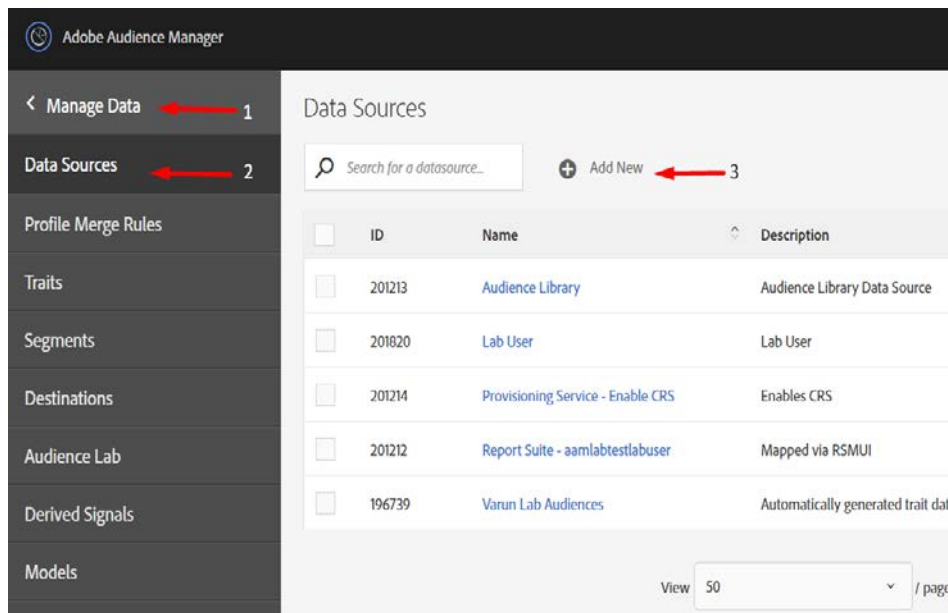 Adobe Audience Manager
Manage Data 1
Data Sources 2
Profile Merge Rules
Traits
Segments
Destinations
Audience Lab
Derived Signals
Models
Data Sources
Search for a datasource...
Add New 3
ID Name Description
201213 Audience Library Audience Library Data Source
201820 Lab User Lab User
201214 Provisioning Service - Enable CRS Enables CRS
201212 Report Suite - aamlabtestlabuser Mapped via RSMUI
196739 Varun Lab Audiences Automatically generated trait dat
View 50 / page